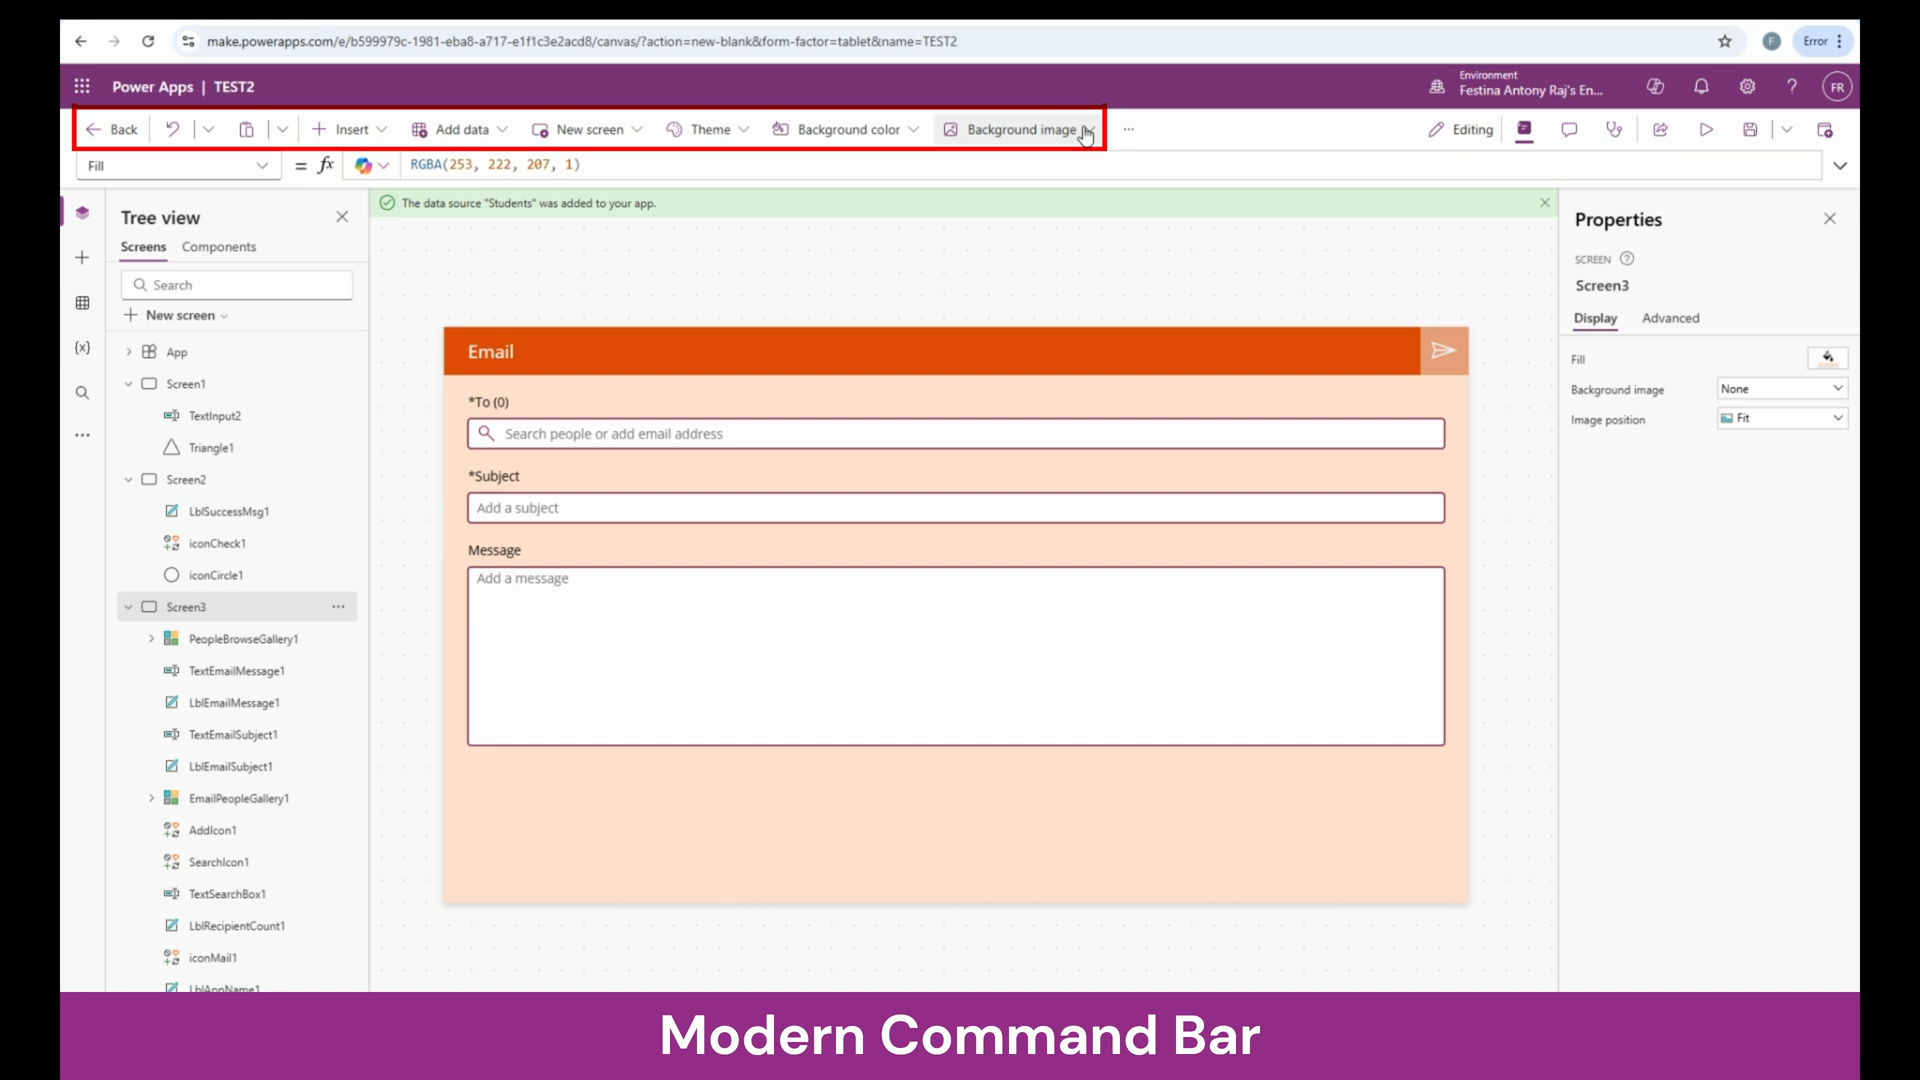 make.powerapps.com/e/b599979c-1981-eba8-a717-e1f1c3e2acd8/canvas/?action=new-blank&form-factor=tablet&name=TEST2
F
Error
Power Apps | TEST2
Environment
Festina Antony Raj's En...
?
FR
Back
Insert
Add data
New screen
Theme
Background color
Background image
...
Editing
Fill
= fx
RGBA(253, 222, 207, 1)
Tree view
Screens
Components
Search
New screen
{x}
App
Screen1
TextInput2
Triangle1
Screen2
LblSuccessMsg1
iconCheck1
iconCircle1
Screen3
...
PeopleBrowseGallery1
TextEmailMessage1
LblEmailMessage1
TextEmailSubject1
LblEmailSubject1
EmailPeopleGallery1
AddIcon1
SearchIcon1
TextSearchBox1
LblRecipientCount1
iconMail1
LblAppName1
The data source "Students" was added to your app.
Email
*To (0)
Search people or add email address
*Subject
Add a subject
Message
Add a message
Properties
SCREEN ?
Screen3
Display
Advanced
Fill
Background image
None
Image position
Fit
Modern Command Bar